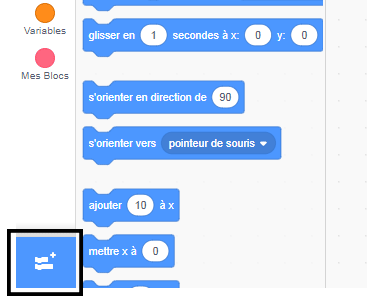 Variables
Mes Blocs
glisser en 1 secondes à x: 0 y: 0
s'orienter en direction de 90
s'orienter vers pointeur de souris
ajouter 10 à x
mettre x à 0